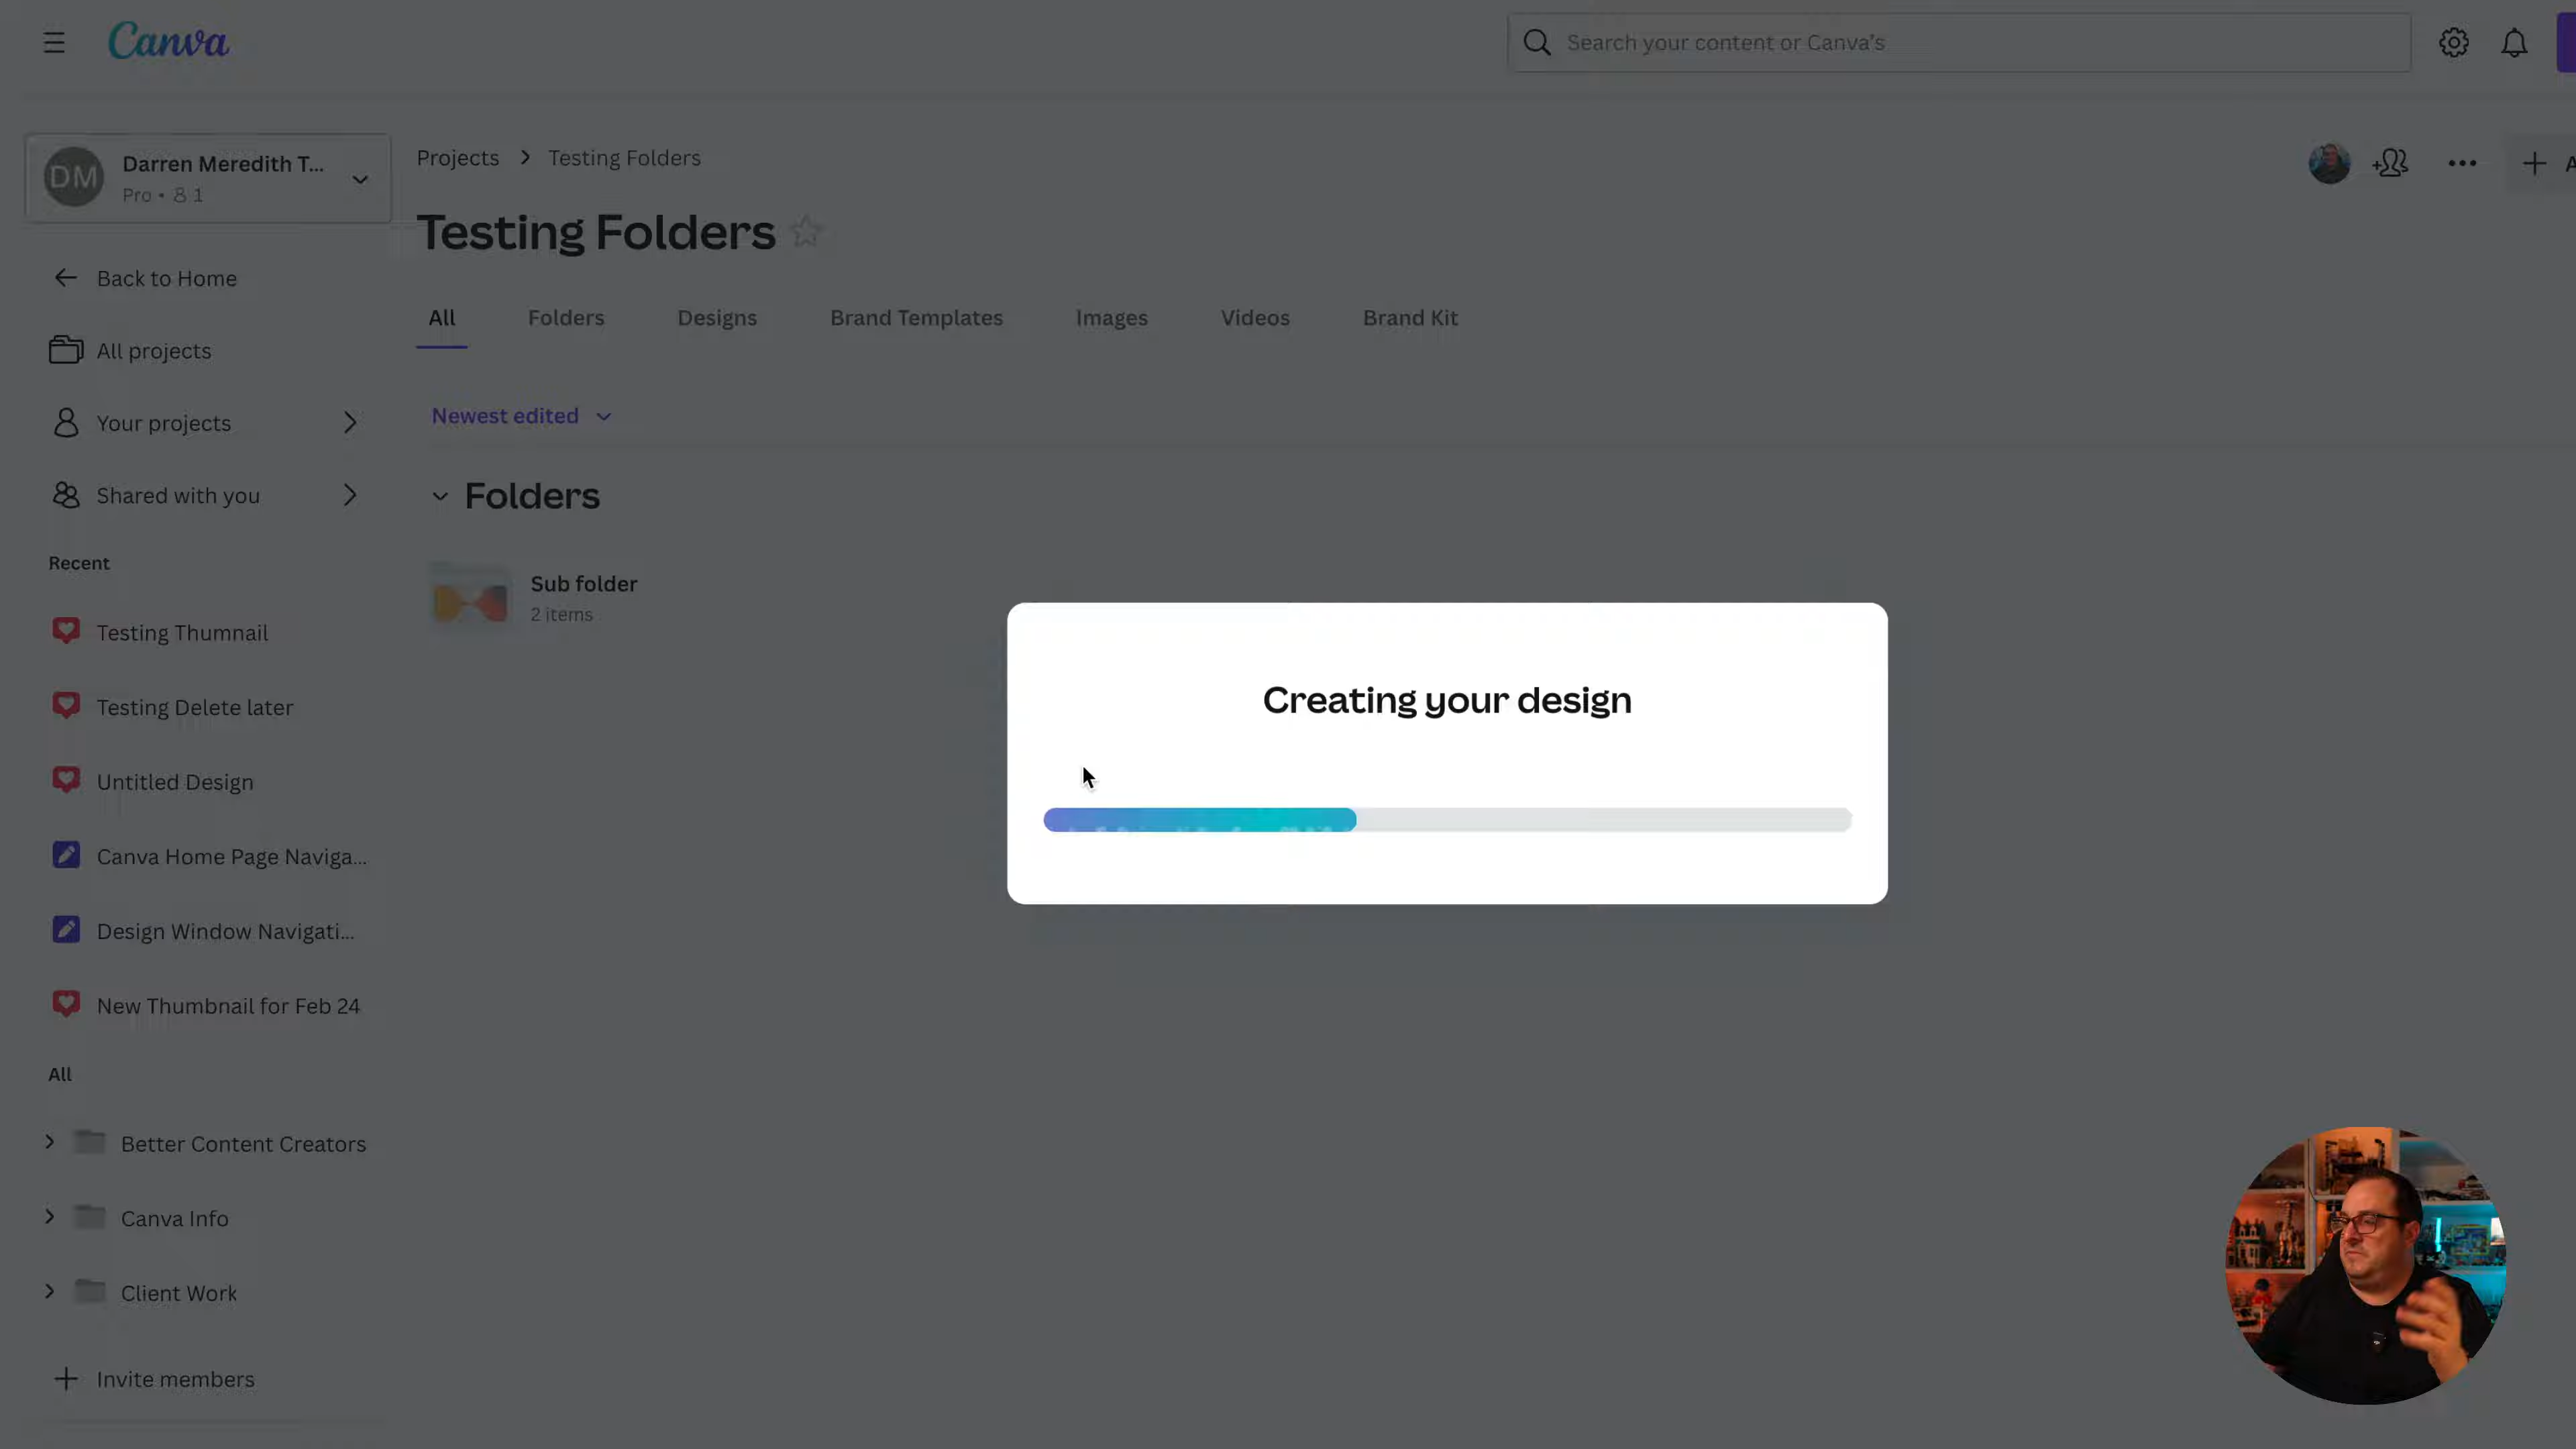 Canva
Search your content or Canva's
DM
Darren Meredith T...
Pro • 1
Projects > Testing Folders
Testing Folders
Back to Home
All Folders Designs Brand Templates Images Videos Brand Kit
All projects
Newest edited
Your projects
Shared with you
Folders
Recent
Sub folder
2 items
Testing Thumnail
Testing Delete later
Creating your design
Untitled Design
Canva Home Page Naviga...
Design Window Navigati...
New Thumbnail for Feb 24
All
Better Content Creators
Canva Info
Client Work
Invite members